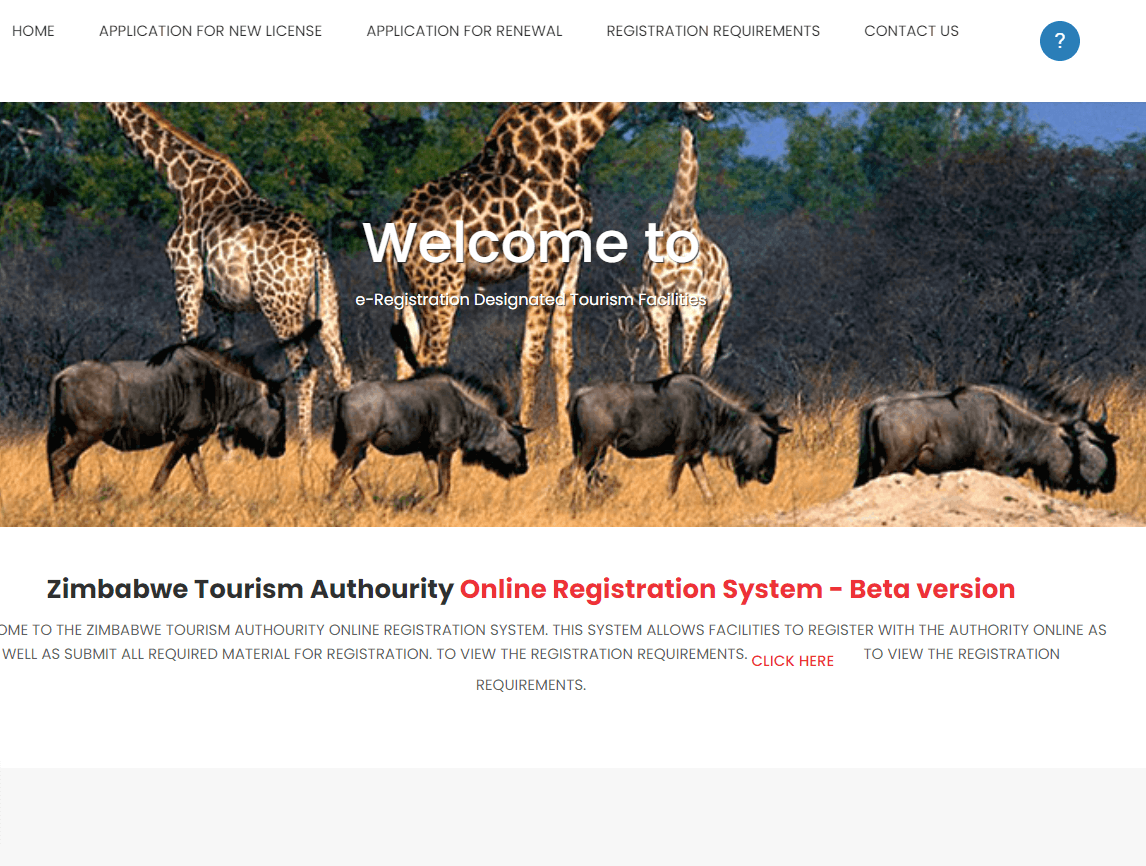 HOME APPLICATION FOR NEW LICENSE APPLICATION FOR RENEWAL REGISTRATION REQUIREMENTS CONTACT US ?
Welcome to
e-Registration Designated Tourism Facilities
Zimbabwe Tourism Authourity Online Registration System - Beta version
OME TO THE ZIMBABWE TOURISM AUTHOURITY ONLINE REGISTRATION SYSTEM. THIS SYSTEM ALLOWS FACILITIES TO REGISTER WITH THE AUTHORITY ONLINE AS
WELL AS SUBMIT ALL REQUIRED MATERIAL FOR REGISTRATION. TO VIEW THE REGISTRATION REQUIREMENTS. CLICK HERE TO VIEW THE REGISTRATION
REQUIREMENTS.